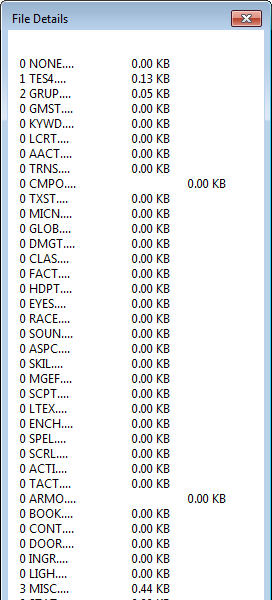 File Details
0 NONE.... 0.00 KB
1 TES4.... 0.13 KB
2 GRUP.... 0.05 KB
0 GMST.... 0.00 KB
0 KYWD.... 0.00 KB
0 LCRT.... 0.00 KB
0 AACT.... 0.00 KB
0 TRNS.... 0.00 KB
0 CMPO.... 0.00 KB
0 TXST.... 0.00 KB
0 MICN.... 0.00 KB
0 GLOB.... 0.00 KB
0 DMGT.... 0.00 KB
0 CLAS.... 0.00 KB
0 FACT.... 0.00 KB
0 HDPT.... 0.00 KB
0 EYES.... 0.00 KB
0 RACE.... 0.00 KB
0 SOUN.... 0.00 KB
0 ASPC.... 0.00 KB
0 SKIL.... 0.00 KB
0 MGEF.... 0.00 KB
0 SCPT.... 0.00 KB
0 LTEX.... 0.00 KB
0 ENCH.... 0.00 KB
0 SPEL.... 0.00 KB
0 SCRL.... 0.00 KB
0 ACTI.... 0.00 KB
0 TACT.... 0.00 KB
0 ARMO.... 0.00 KB
0 BOOK.... 0.00 KB
0 CONT.... 0.00 KB
0 DOOR.... 0.00 KB
0 INGR.... 0.00 KB
0 LIGH.... 0.00 KB
3 MISC.... 0.44 KB